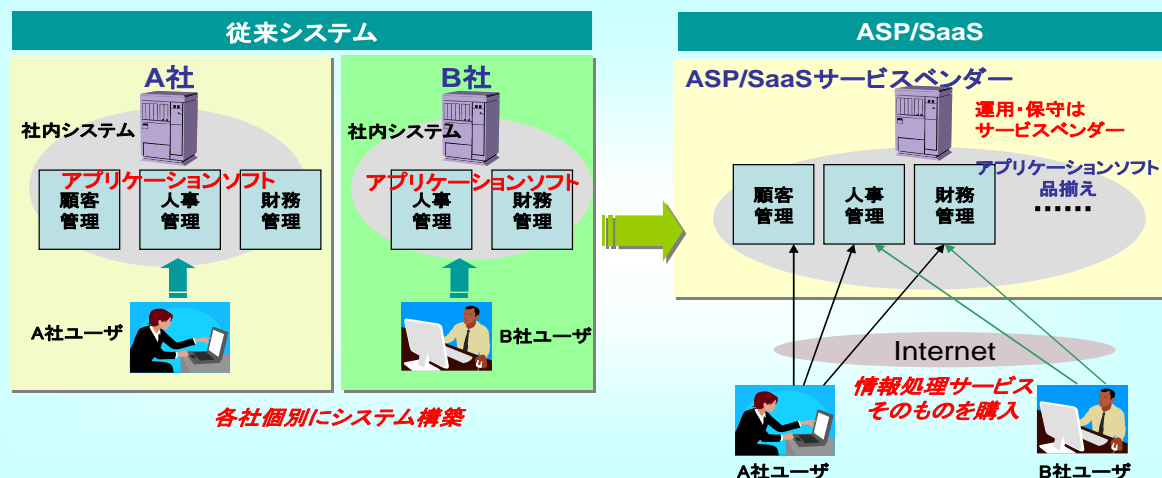 従来システム
A社
社内システム
アプリケーションソフト
顧客
管理
人事
管理
財務
管理
A社ユーザ
B社
社内システム
アプリケーションソフト
人事
管理
財務
管理
B社ユーザ
各社個別にシステム構築
ASP/SaaS
ASP/SaaSサービスベンダー
運用・保守は
サービスベンダー
アプリケーションソフト
品揃え
……
顧客
管理
人事
管理
財務
管理
Internet
情報処理サービス
そのものを購入
A社ユーザ
B社ユーザ